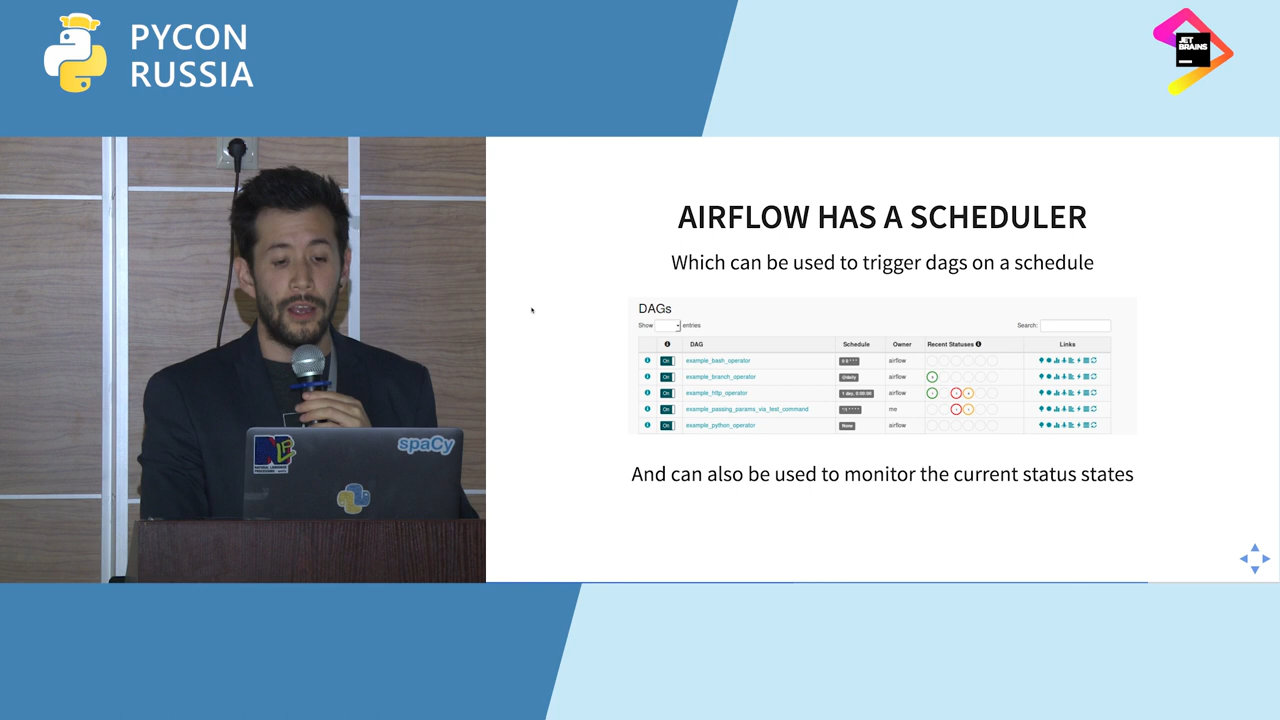 PYCON
RUSSIA
JET
BRAINS
AIRFLOW HAS A SCHEDULER
Which can be used to trigger dags on a schedule
DAGs
Show entries Search:
DAG Schedule Owner Recent Statuses Links
On example_bash_operator airflow
On example_branch_operator @daily airflow
On example_http_operator 1 day, 0:00:00 airflow
On example_passing_params_via_test_command me
On example_python_operator None airflow
And can also be used to monitor the current status states
spaCy
NATURAL LANGUAGE
PROCESSING